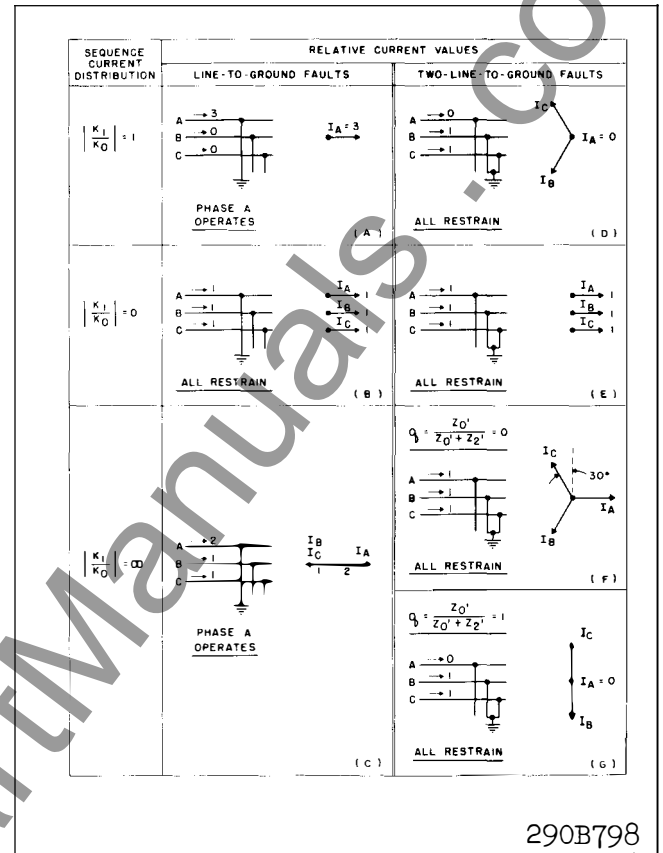 SEQUENCE CURRENT DISTRIBUTION
RELATIVE CURRENT VALUES
LINE-TO-GROUND FAULTS
TWO-LINE-TO-GROUND FAULTS
|K1/K0| = 1
A → 3
B → 0
C → 0
IA = 3
PHASE A
OPERATES
(A)
A → 0
B → 1
C → 1
IC
IA = 0
IB
ALL RESTRAIN
(D)
|K1/K0| = 0
A → 1
B → 1
C → 1
IA 1
IB 1
IC 1
ALL RESTRAIN
(B)
A → 1
B → 1
C → 1
IA 1
IB 1
IC 1
ALL RESTRAIN
(E)
|K1/K0| = ∞
A → 2
B → 1
C → 1
IB
IC IA
1 2
PHASE A
OPERATES
(C)
q = Z0' / Z0' + Z2' = 0
A → 1
B → 1
C → 1
IC
30°
IA
IB
ALL RESTRAIN
(F)
q = Z0' / Z0' + Z2' = 1
A → 0
B → 1
C → 1
IC
IA = 0
IB
ALL RESTRAIN
(G)
290B798